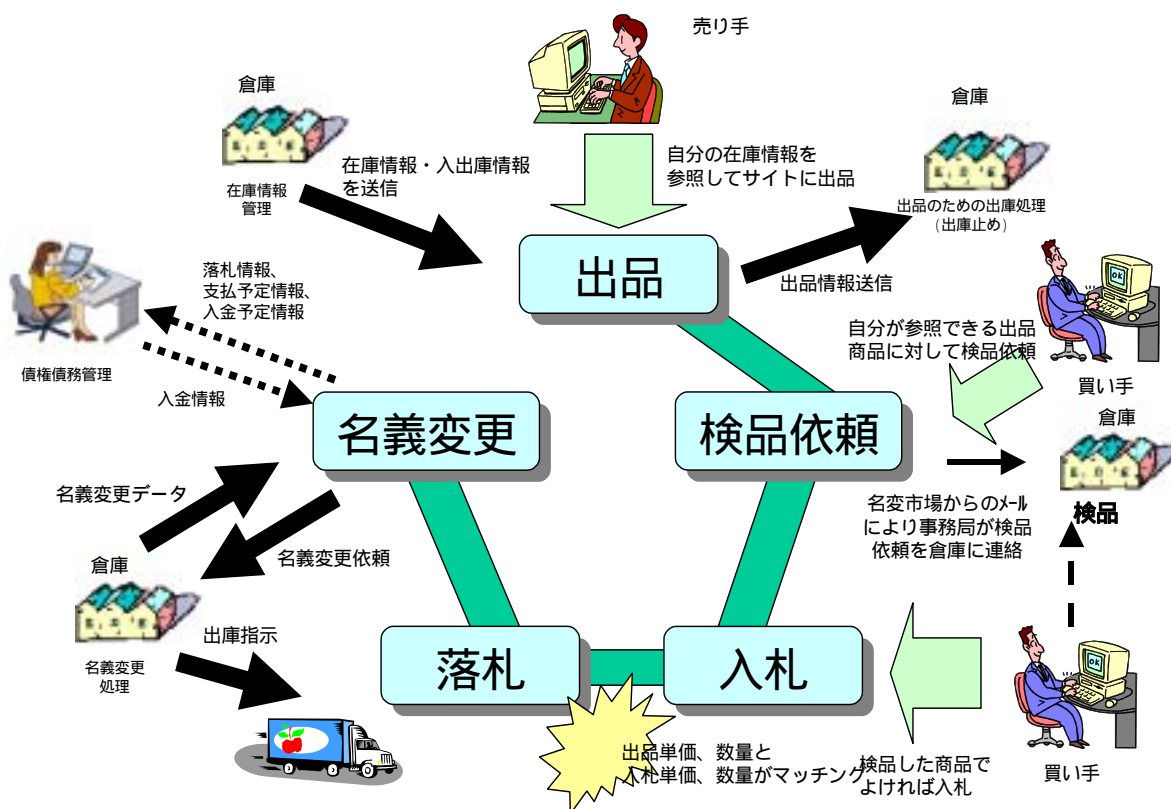 売り手
倉庫
在庫情報・入出庫情報
を送信
在庫情報
管理
自分の在庫情報を
参照してサイトに出品
倉庫
出品のための出庫処理
（出庫止め）
出品
出品情報送信
落札情報、
支払予定情報、
入金予定情報
債権債務管理
入金情報
自分が参照できる出品
商品に対して検品依頼
OK
買い手
名義変更
検品依頼
倉庫
検品
名変市場からのﾒｰﾙ
により事務局が検品
依頼を倉庫に連絡
名義変更データ
名義変更依頼
倉庫
名義変更
処理
出庫指示
落札
入札
出品単価、数量と
入札単価、数量がマッチング
検品した商品で
よければ入札
OK
買い手